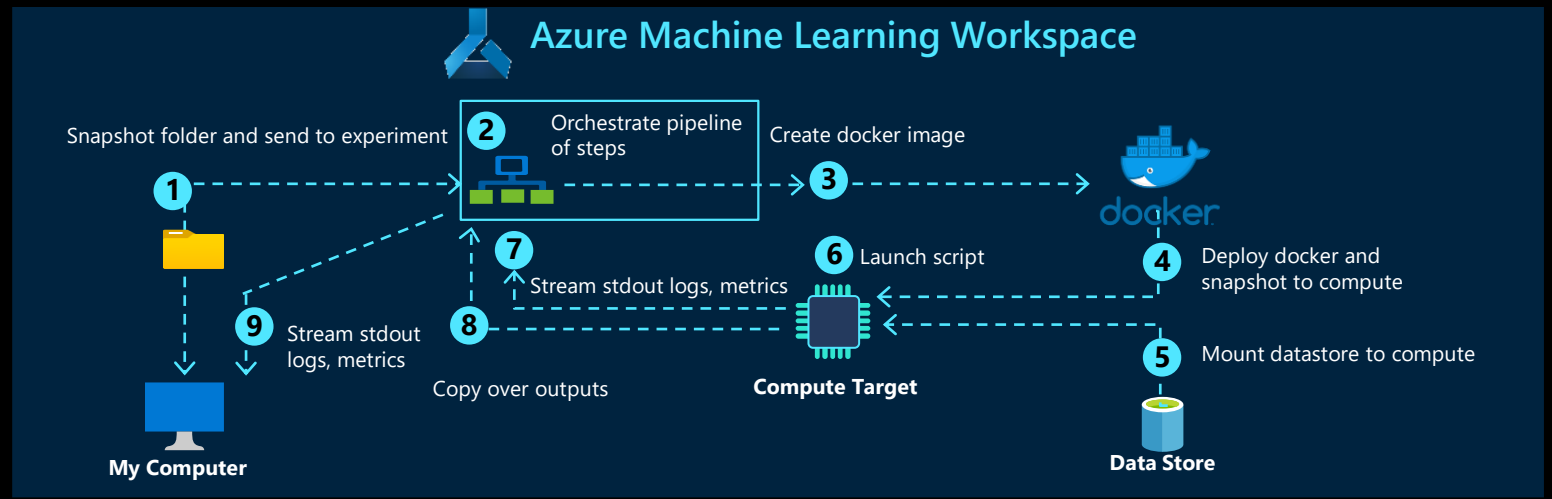 Azure Machine Learning Workspace
Snapshot folder and send to experiment
1
2
Orchestrate pipeline
of steps
Create docker image
3
docker
4
Deploy docker and
snapshot to compute
5
Mount datastore to compute
6
Launch script
7
Stream stdout logs, metrics
8
Copy over outputs
9
Stream stdout
logs, metrics
Compute Target
My Computer
Data Store